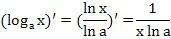 (logₐ x)′ = (ln x / ln a)′ = 1 / (x ln a)